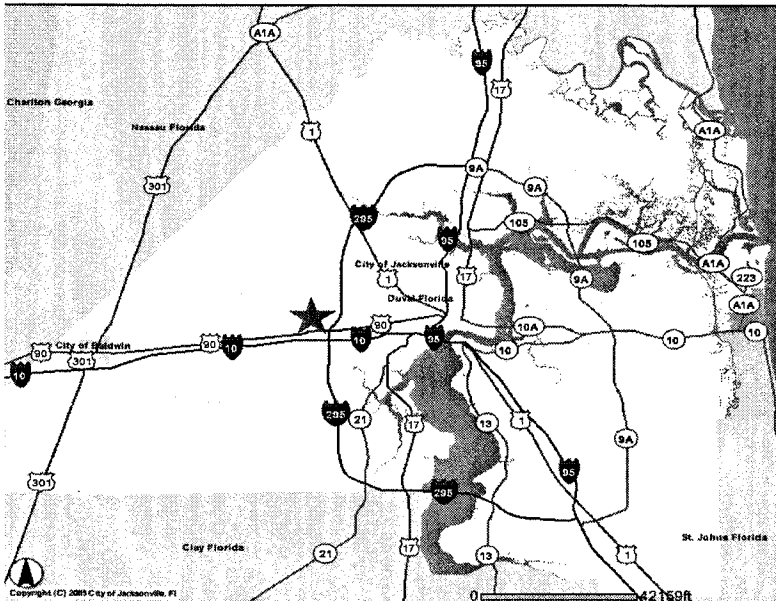 A1A
95
17
Charlton Georgia
Nassau Florida
1
A1A
301
9A
9A
295
105
95
105
City of Jacksonville
A1A
1
17
9A
223
Duval Florida
A1A
90
10A
10
City of Baldwin
90
90
10
95
10
10
10
301
10
295
21
17
13
1
9A
95
301
295
St. Johns Florida
Clay Florida
21
17
13
1
Copyright (C) 2005 City of Jacksonville, Fl
0 42159ft